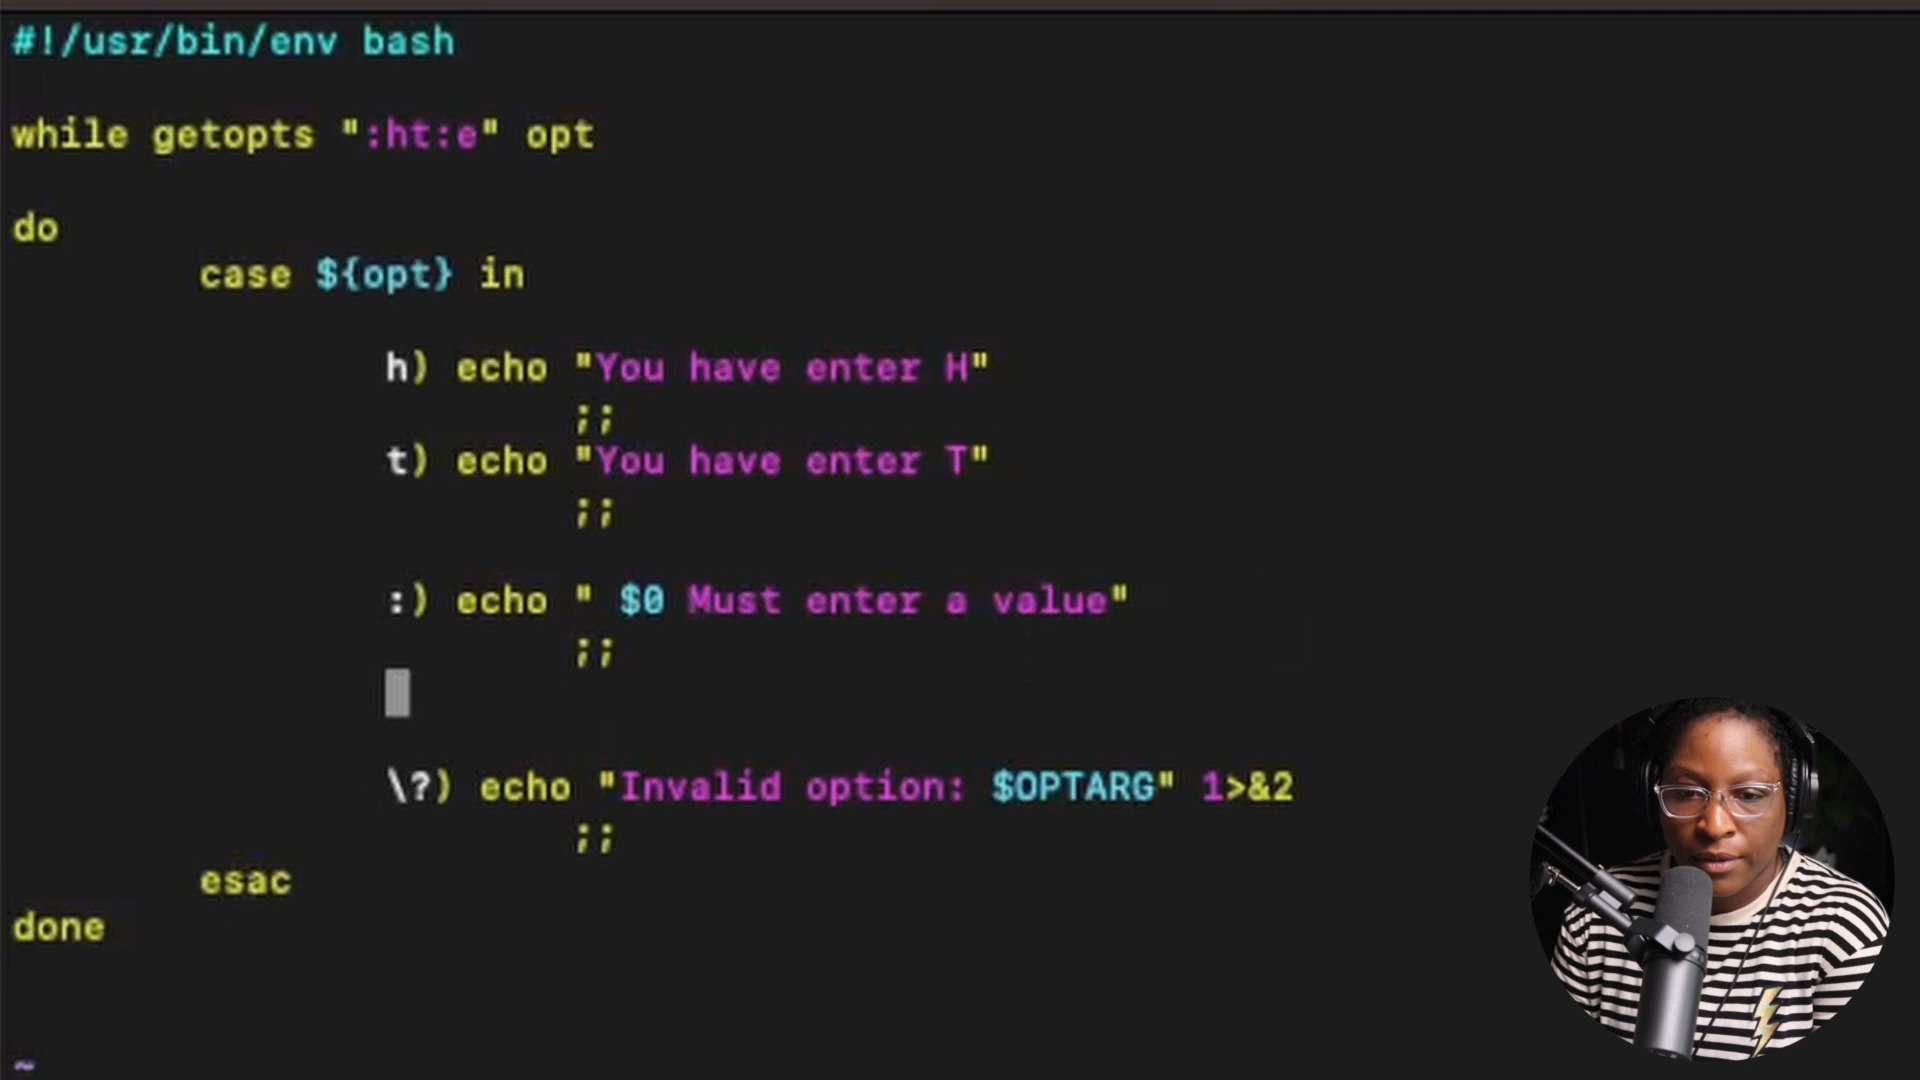 #!/usr/bin/env bash
while getopts ":ht:e" opt
do
case ${opt} in
h) echo "You have enter H"
;;
t) echo "You have enter T"
;;
:) echo " $0 Must enter a value"
;;
\?) echo "Invalid option: $OPTARG" 1>&2
;;
esac
done
~